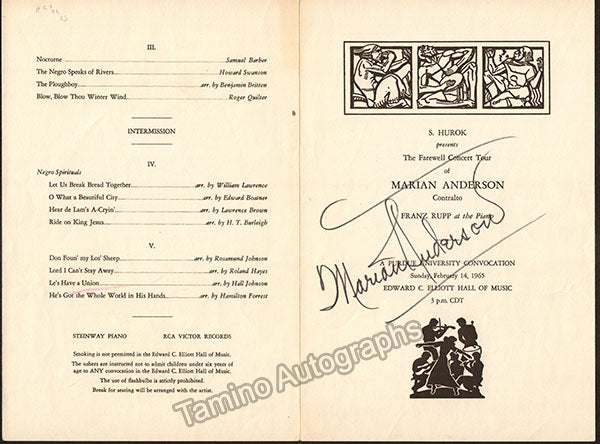 III.
Nocturne Samuel Barber
The Negro Speaks of Rivers Howard Swanson
The Ploughboy arr. by Benjamin Britten
Blow, Blow Thou Winter Wind Roger Quilter
INTERMISSION
IV.
Negro Spirituals
Let Us Break Bread Together arr. by William Lawrence
O What a Beautiful City arr. by Edward Boatner
Hear de Lam's A-Cryin' arr. by Lawrence Brown
Ride on King Jesus arr. by H. T. Burleigh
V.
Don Foun' my Los' Sheep arr. by Rosamund Johnson
Lord I Can't Stay Away arr. by Roland Hayes
Le's Have a Union arr. by Hall Johnson
He's Got the Whole World in His Hands arr. by Hamilton Forrest
STEINWAY PIANO RCA VICTOR RECORDS
Smoking is not permitted in the Edward C. Elliott Hall of Music.
The ushers are instructed not to admit children under six years of
age to ANY convocation in the Edward C. Elliott Hall of Music.
The use of flashbulbs is strictly prohibited.
Break for seating will be arranged with the artist.
S. HUROK
presents
The Farewell Concert Tour
of
MARIAN ANDERSON
Contralto
FRANZ RUPP at the Piano
Marian Anderson
A PURDUE UNIVERSITY CONVOCATION
Sunday, February 14, 1965
EDWARD C. ELLIOTT HALL OF MUSIC
3 p.m. CDT
Tamino Autographs